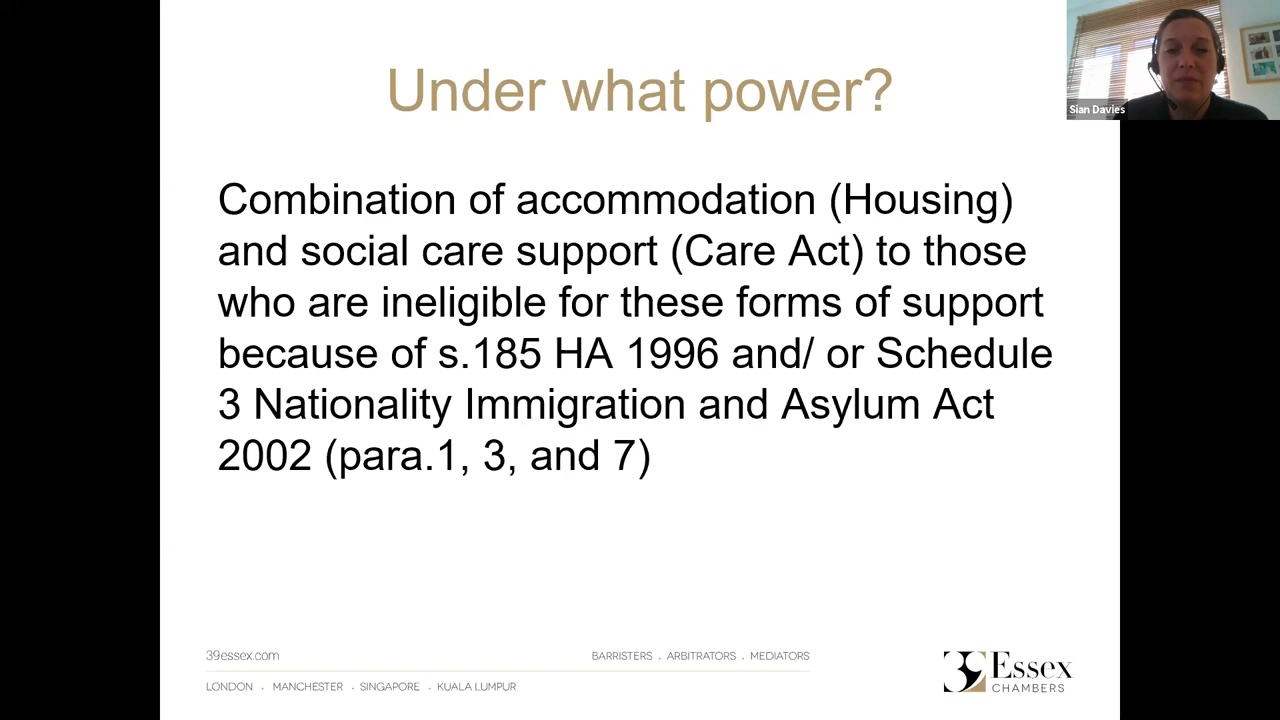 Under what power?
Sian Davies
Combination of accommodation (Housing)
and social care support (Care Act) to those
who are ineligible for these forms of support
because of s.185 HA 1996 and/ or Schedule
3 Nationality Immigration and Asylum Act
2002 (para.1, 3, and 7)
39essex.com
BARRISTERS . ARBITRATORS . MEDIATORS
LONDON . MANCHESTER . SINGAPORE . KUALA LUMPUR
39 Essex
CHAMBERS